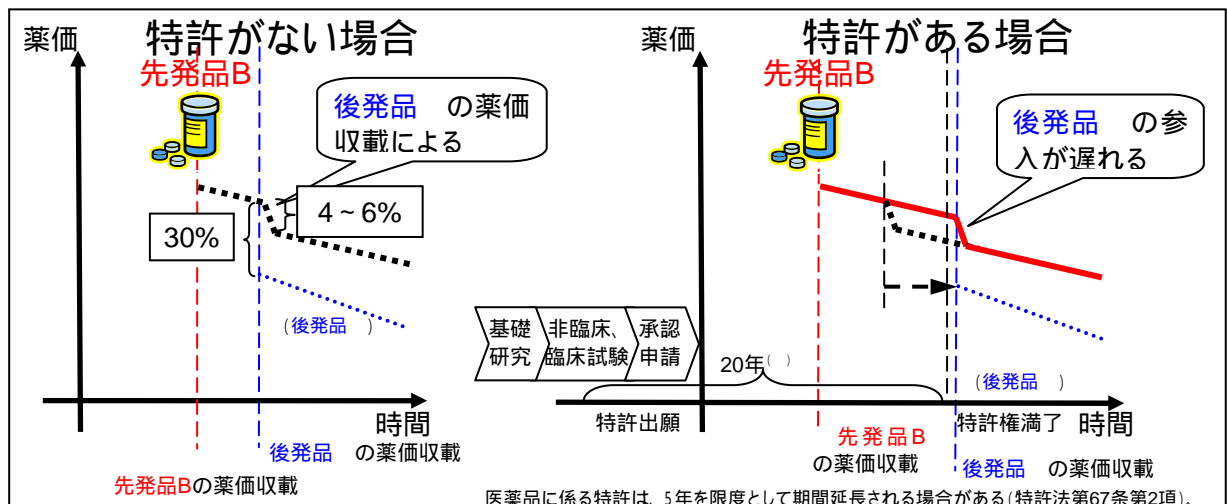 特許がない場合
薬価
先発品B
後発品　の薬価
収載による
4～6%
30%
(後発品　)
時間
後発品　の薬価収載
先発品Bの薬価収載
特許がある場合
薬価
先発品B
後発品　の参
入が遅れる
基礎
研究
非臨床、
臨床試験
承認
申請
20年(　)
(後発品　)
特許出願
特許権満了
時間
先発品B
の薬価収載
後発品　の薬価収載
医薬品に係る特許は、5年を限度として期間延長される場合がある(特許法第67条第2項)。